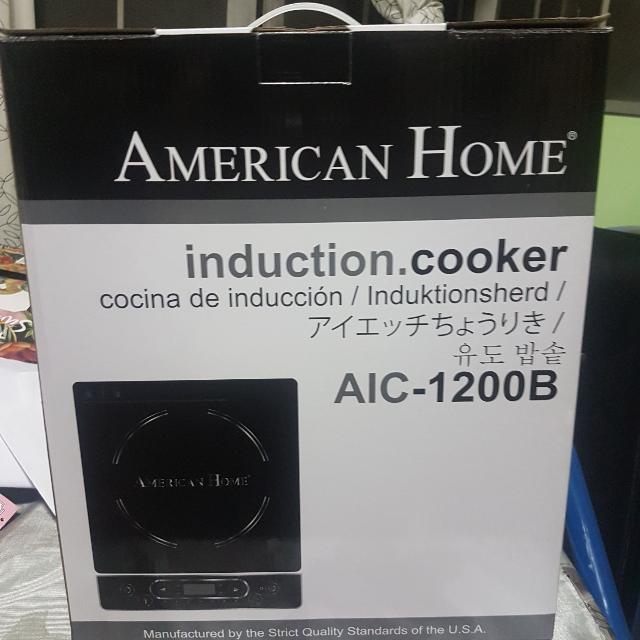 AMERICAN HOME®
induction.cooker
cocina de inducción / Induktionsherd /
アイエッチちょうりき /
유도 밥솥
AIC-1200B
AMERICAN HOME
Manufactured by the Strict Quality Standards of the U.S.A.